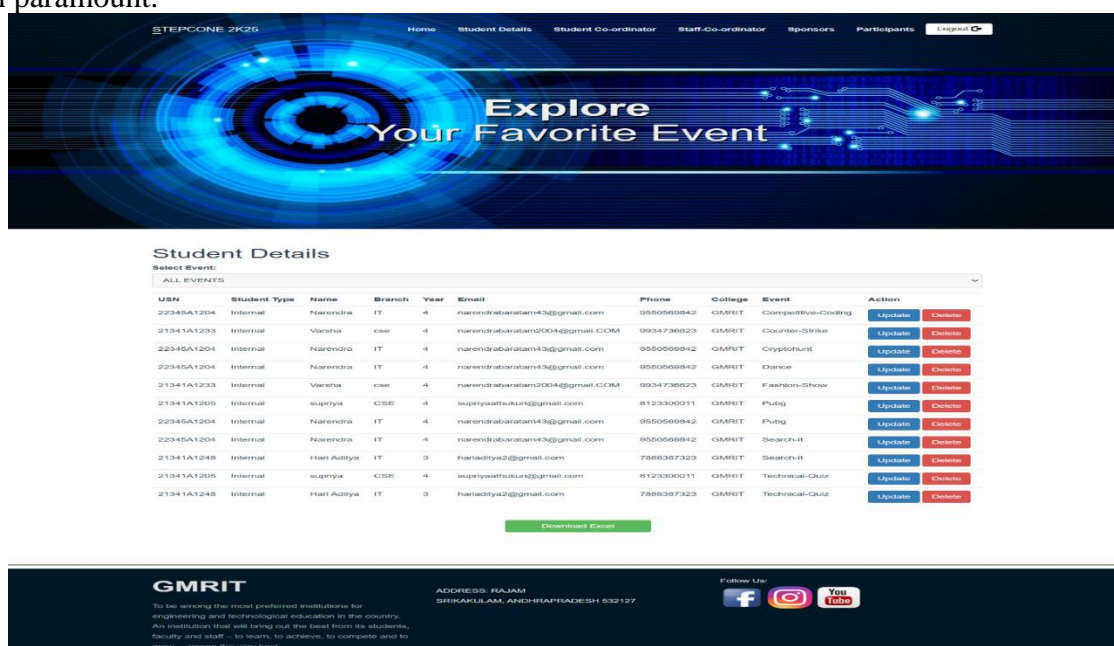 paramount.
STEPCONE 2K25 Home Student Details Student Co-ordinator Staff-Co-ordinator Sponsors Participants Logout
Explore
Your Favorite Event
Student Details
Select Event:
ALL EVENTS
USN Student Type Name Branch Year Email Phone College Event Action
22345A1204 Internal Narendra IT 4 narendrabaratam43@gmail.com 9550569842 GMRIT Competitive-Coding Update Delete
21341A1233 Internal Varsha cse 4 narendrabaratam2004@gmail.COM 9934736623 GMRIT Counter-Strike Update Delete
22345A1204 Internal Narendra IT 4 narendrabaratam43@gmail.com 9550569842 GMRIT Cryptohunt Update Delete
22345A1204 Internal Narendra IT 4 narendrabaratam43@gmail.com 9550569842 GMRIT Dance Update Delete
21341A1233 Internal Varsha cse 4 narendrabaratam2004@gmail.COM 9934736623 GMRIT Fashion-Show Update Delete
21341A1205 Internal supriya CSE 4 supriyaathukuri@gmail.com 8123300011 GMRIT Pubg Update Delete
22345A1204 Internal Narendra IT 4 narendrabaratam43@gmail.com 9550569842 GMRIT Pubg Update Delete
22345A1204 Internal Narendra IT 4 narendrabaratam43@gmail.com 9550569842 GMRIT Search-it Update Delete
21341A1248 Internal Hari Aditya IT 3 hariaditya2@gmail.com 7888387323 GMRIT Search-it Update Delete
21341A1205 Internal supriya CSE 4 supriyaathukuri@gmail.com 8123300011 GMRIT Technical-Quiz Update Delete
21341A1248 Internal Hari Aditya IT 3 hariaditya2@gmail.com 7888387323 GMRIT Technical-Quiz Update Delete
Download Excel
GMRIT
To be among the most preferred institutions for
engineering and technological education in the country.
An institution that will bring out the best from its students,
faculty and staff – to learn, to achieve, to compete and to
ADDRESS: RAJAM
SRIKAKULAM, ANDHRAPRADESH 532127
Follow Us:
f
You
Tube